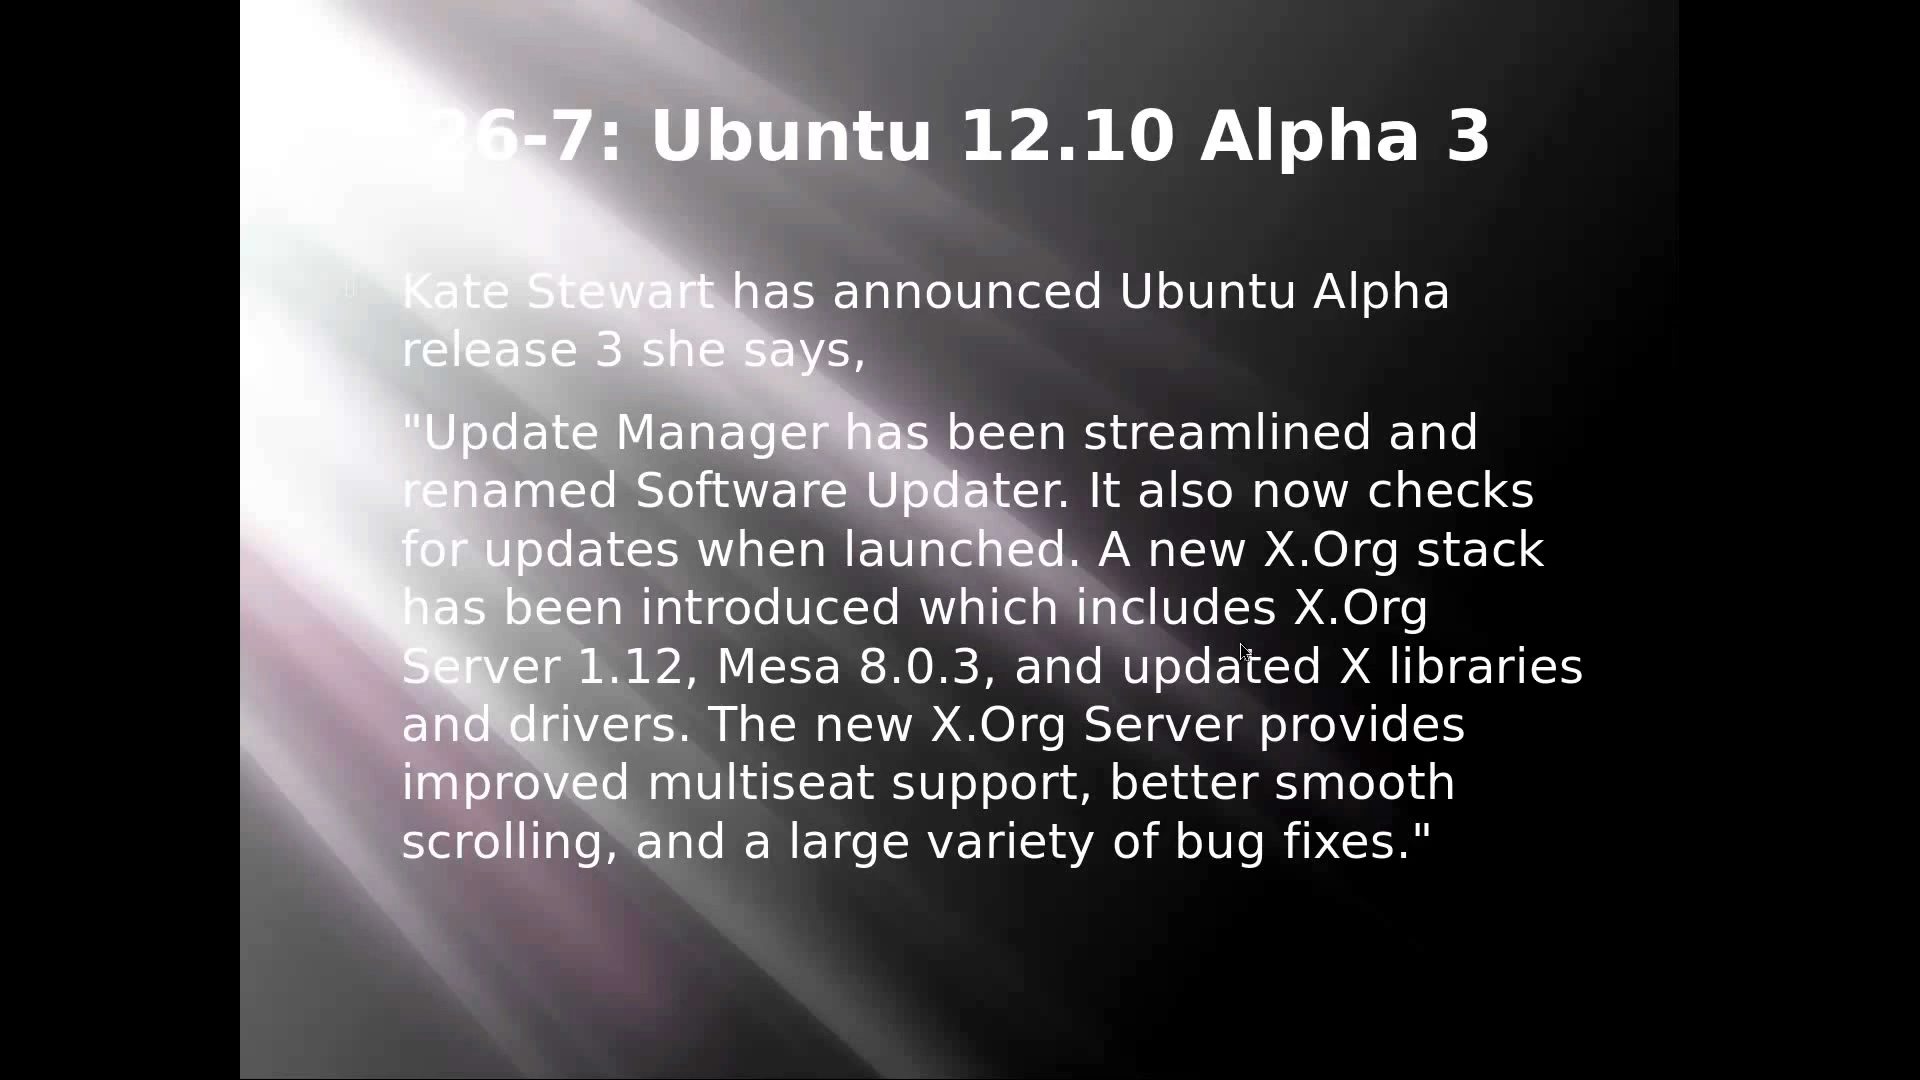 26-7: Ubuntu 12.10 Alpha 3
Kate Stewart has announced Ubuntu Alpha
release 3 she says,
"Update Manager has been streamlined and
renamed Software Updater. It also now checks
for updates when launched. A new X.Org stack
has been introduced which includes X.Org
Server 1.12, Mesa 8.0.3, and updated X libraries
and drivers. The new X.Org Server provides
improved multiseat support, better smooth
scrolling, and a large variety of bug fixes."